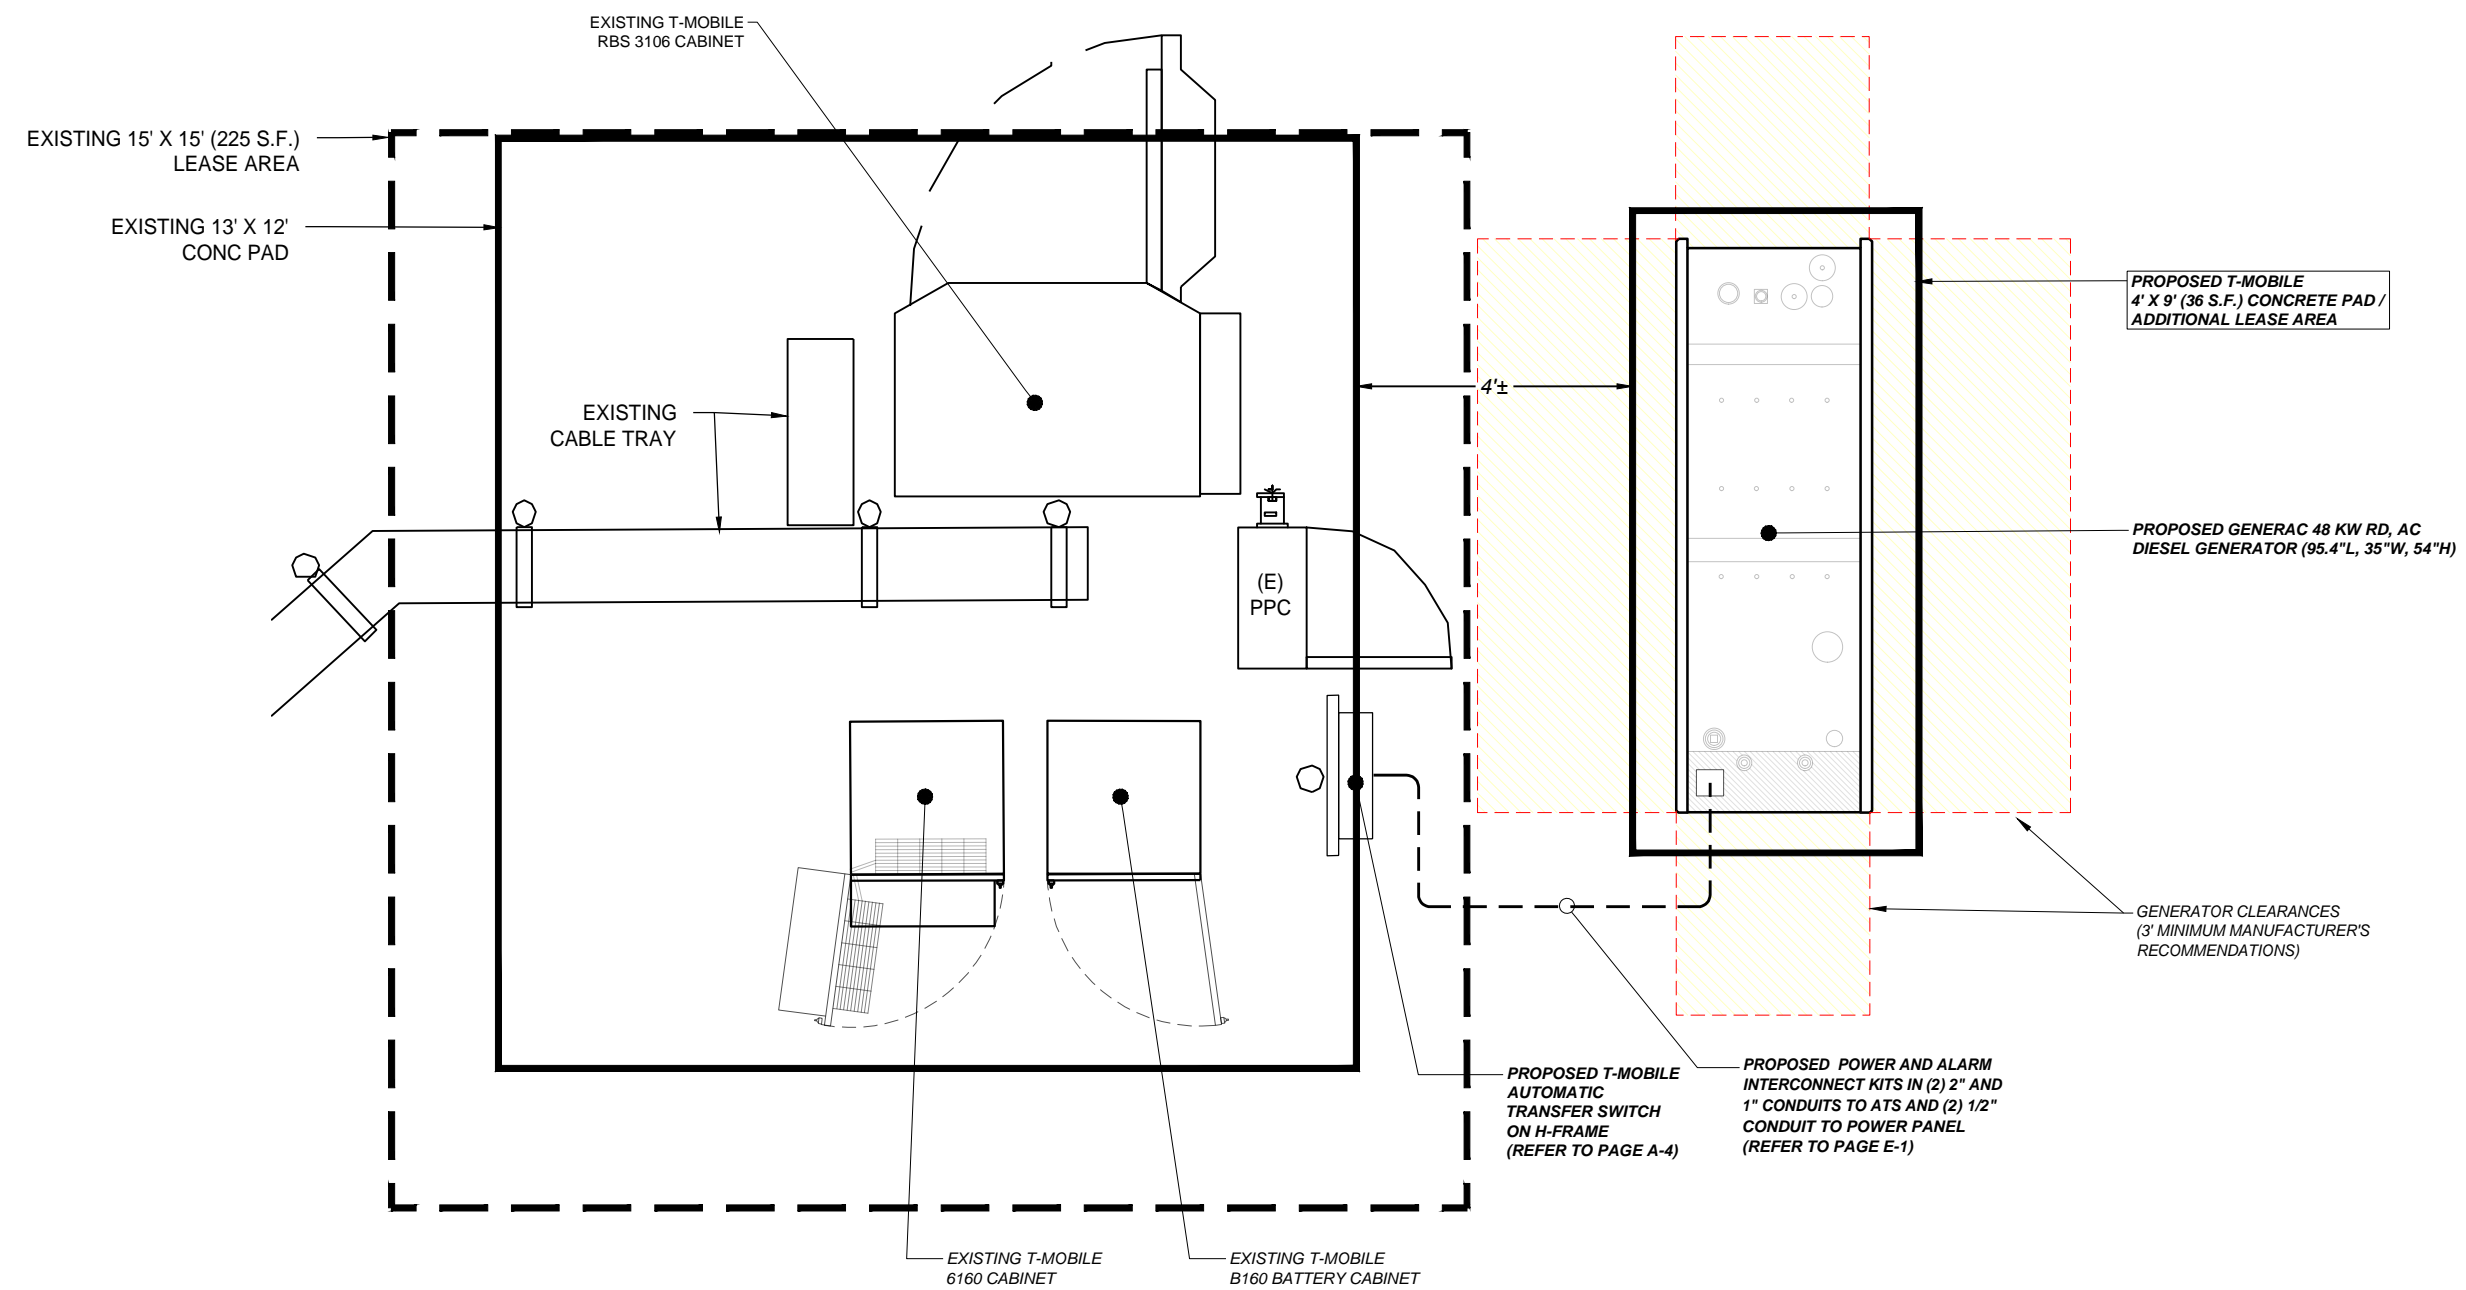 EXISTING T-MOBILE
RBS 3106 CABINET
EXISTING 15' X 15' (225 S.F.)
LEASE AREA
EXISTING 13' X 12'
CONC PAD
PROPOSED T-MOBILE
4' X 9' (36 S.F.) CONCRETE PAD /
ADDITIONAL LEASE AREA
4'±
EXISTING
CABLE TRAY
PROPOSED GENERAC 48 KW RD, AC
DIESEL GENERATOR (95.4"L, 35"W, 54"H)
(E)
PPC
GENERATOR CLEARANCES
(3' MINIMUM MANUFACTURER'S
RECOMMENDATIONS)
PROPOSED T-MOBILE
AUTOMATIC
TRANSFER SWITCH
ON H-FRAME
(REFER TO PAGE A-4)
PROPOSED POWER AND ALARM
INTERCONNECT KITS IN (2) 2" AND
1" CONDUITS TO ATS AND (2) 1/2"
CONDUIT TO POWER PANEL
(REFER TO PAGE E-1)
EXISTING T-MOBILE
6160 CABINET
EXISTING T-MOBILE
B160 BATTERY CABINET